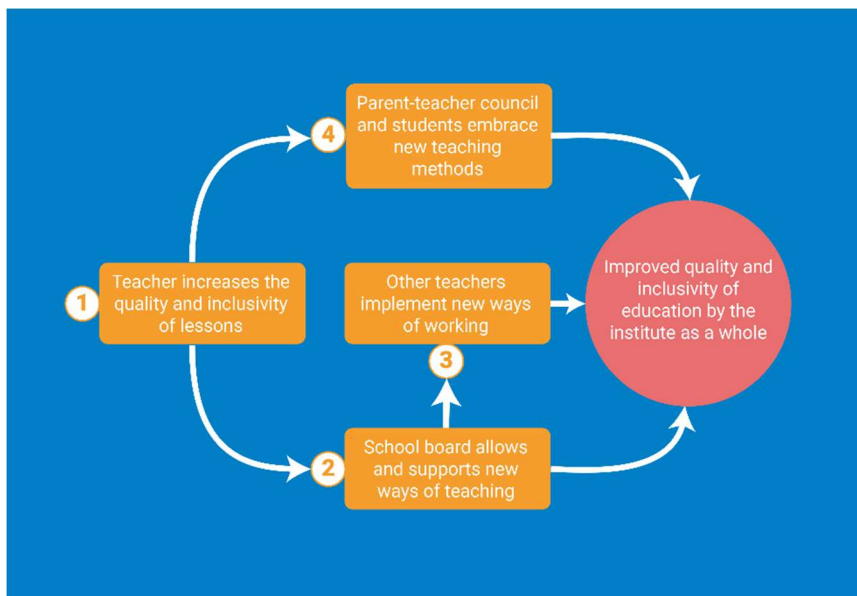 4
Parent-teacher council
and students embrace
new teaching
methods
1
Teacher increases the
quality and inclusivity
of lessons
Other teachers
implement new ways
of working
3
Improved quality and
inclusivity of
education by the
institute as a whole
2
School board allows
and supports new
ways of teaching